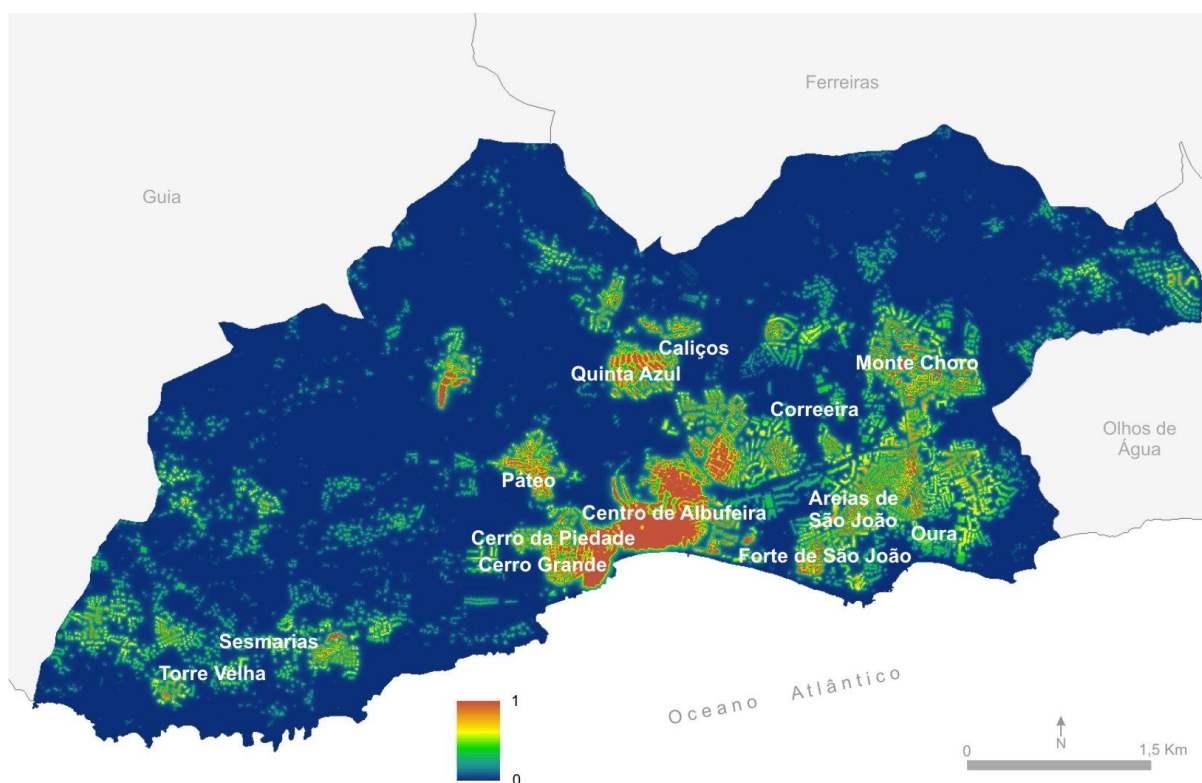 Ferreiras
Guia
Caliços
Quinta Azul
Monte Choro
Correeira
Olhos de
Água
Páteo
Centro de Albufeira
Areias de
São João
Cerro da Piedade
Oura
Forte de São João
Cerro Grande
Sesmarias
Torre Velha
Oceano Atlântico
1
0
N
0
1,5 Km